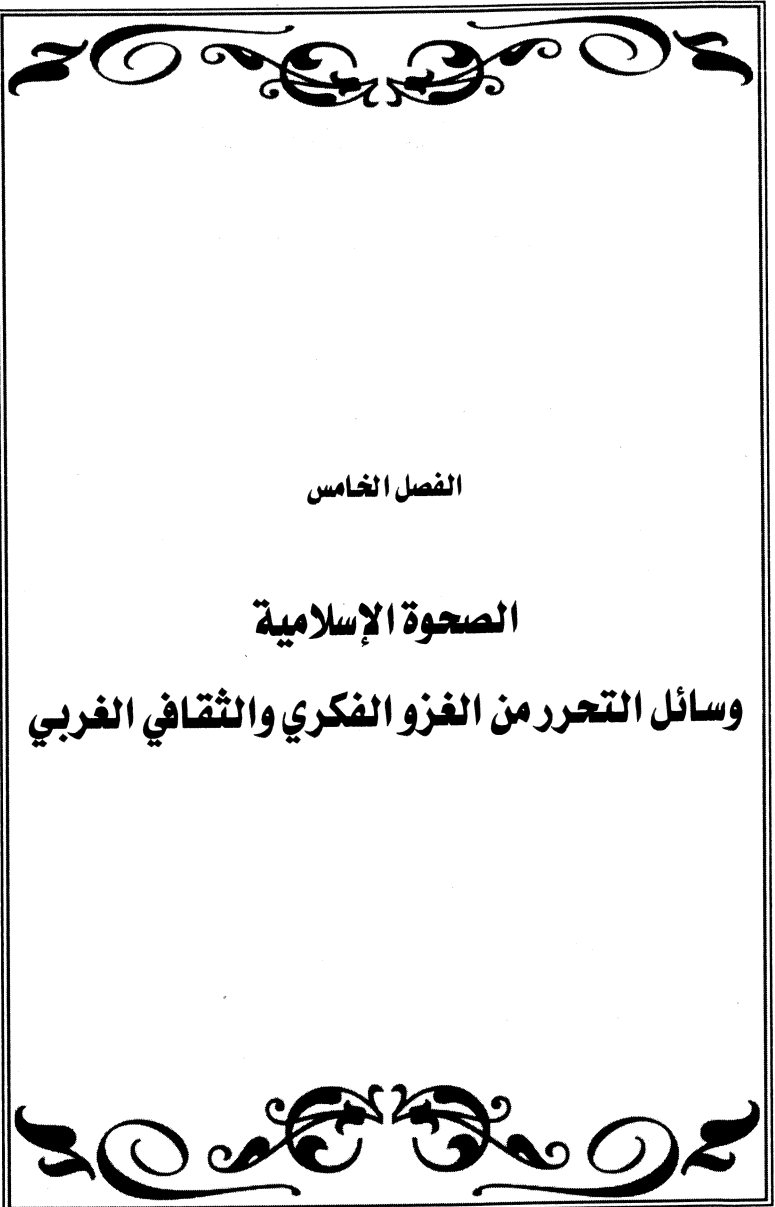 الفصل الخامس
الصحوة الإسلامية
وسائل التحرر من الغزو الفكري والثقافي الغربي